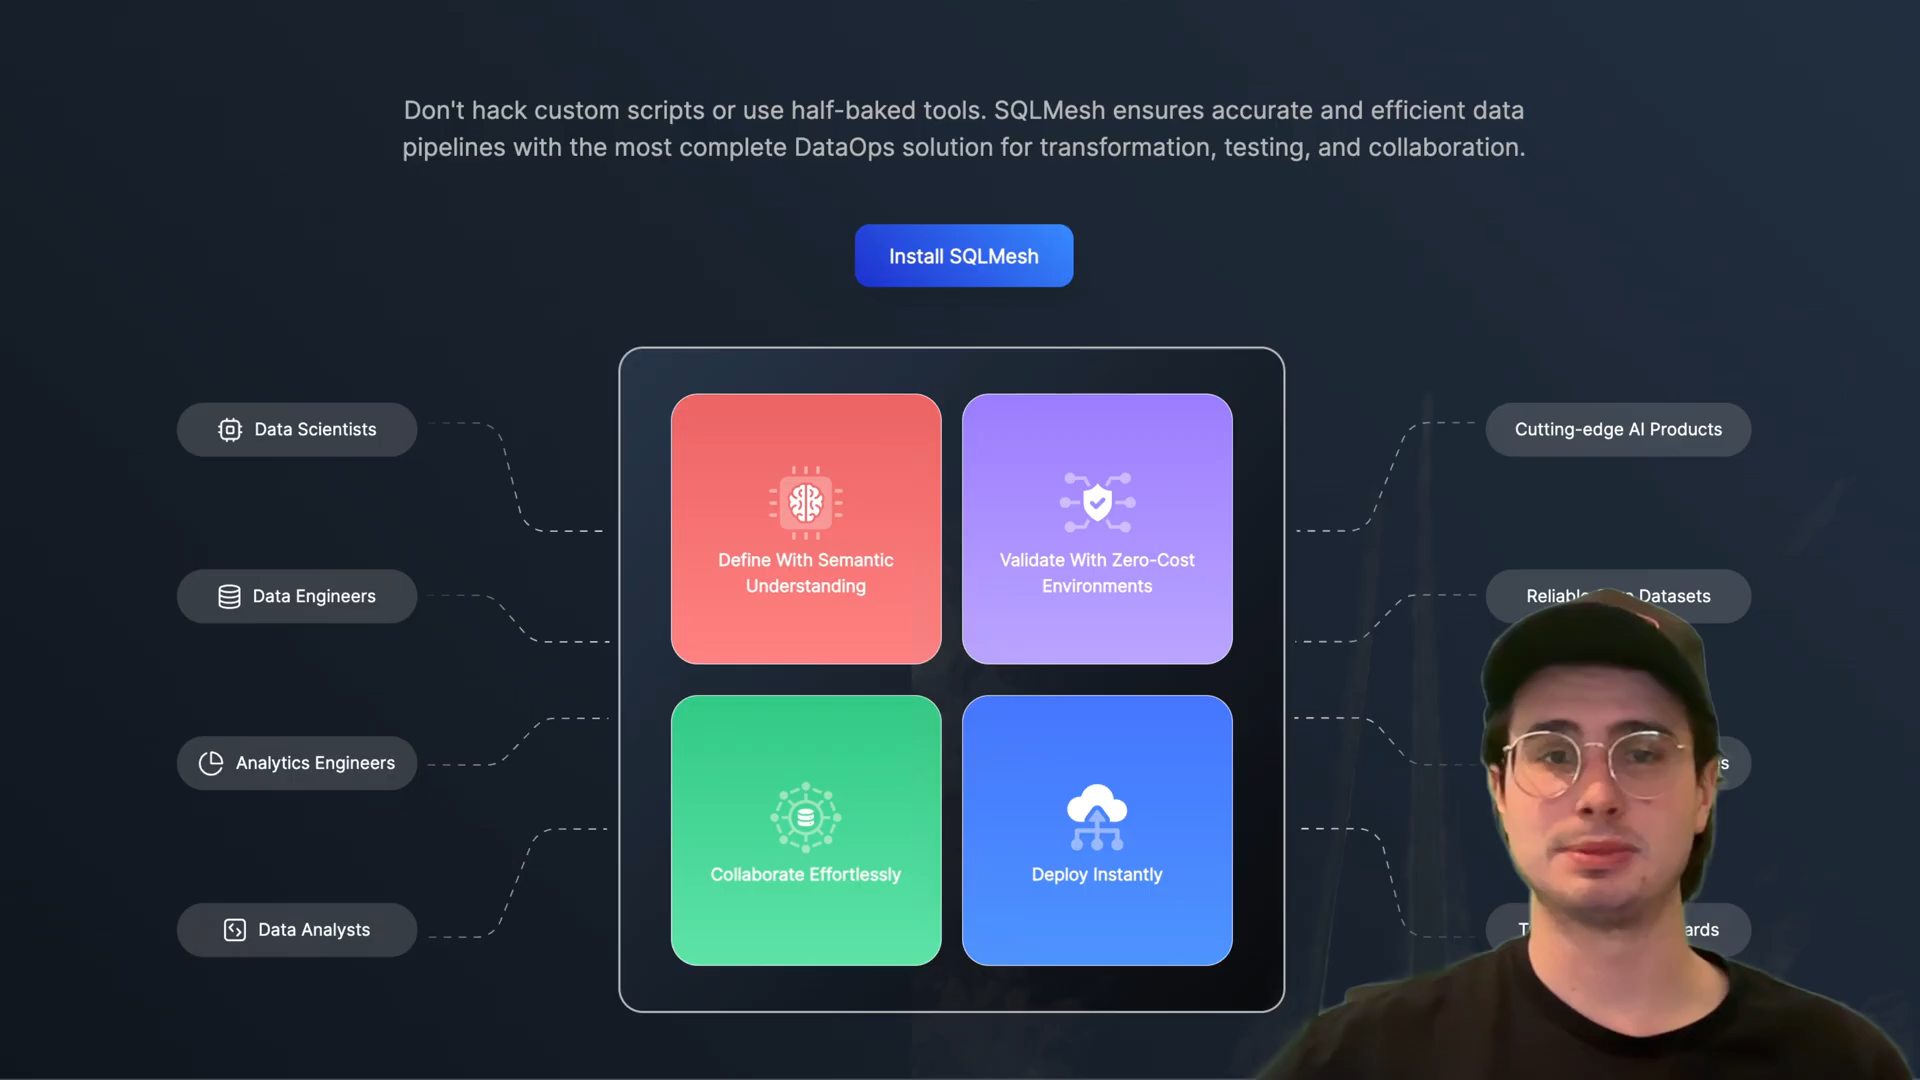 Don't hack custom scripts or use half-baked tools. SQLMesh ensures accurate and efficient data
pipelines with the most complete DataOps solution for transformation, testing, and collaboration.
Install SQLMesh
Data Scientists
Data Engineers
Analytics Engineers
Data Analysts
Define With Semantic
Understanding
Validate With Zero-Cost
Environments
Collaborate Effortlessly
Deploy Instantly
Cutting-edge AI Products
Datasets